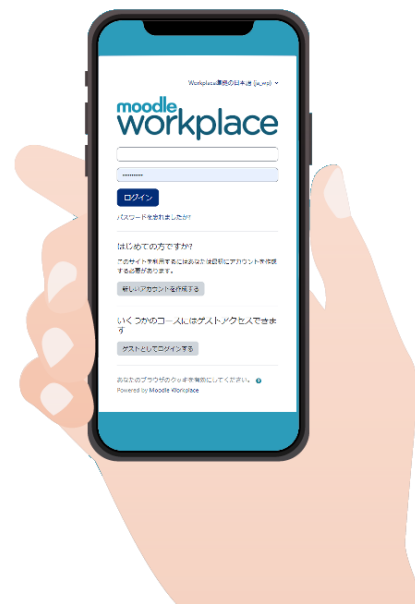 Workplace運営の日本語 (ja_wp)
moodle
workplace
ログイン
パスワードを忘れましたか?
はじめての方ですか?
このサイトを利用するにはあなたは最初にアカウントを作成
する必要があります。
新しいアカウントを作成する
いくつかのコースにはゲストアクセスできま
す
ゲストとしてログインする
あなたのブラウザのクッキーを有効にしてください。
Powered by Moodle Workplace